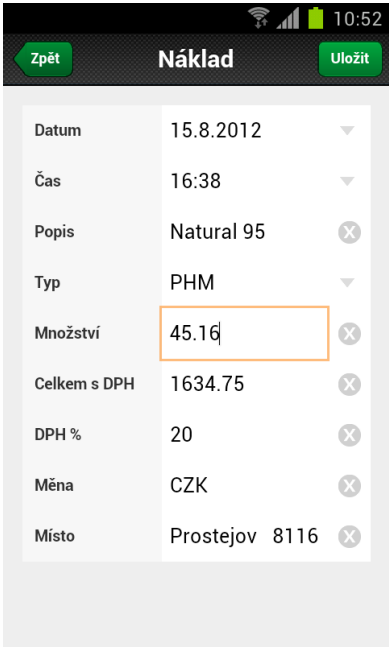 10:52
Zpět Náklad Uložit
Datum 15.8.2012
Čas 16:38
Popis Natural 95 X
Typ PHM
Množství 45.16 X
Celkem s DPH 1634.75 X
DPH % 20 X
Měna CZK X
Místo Prostejov 8116 X